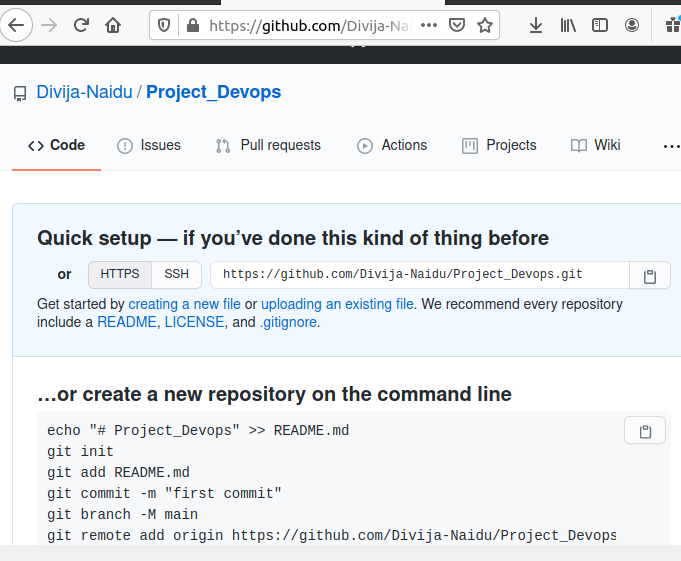 https://github.com/Divija-Nai
Divija-Naidu / Project_Devops
Code Issues Pull requests Actions Projects Wiki ...
Quick setup — if you’ve done this kind of thing before
or HTTPS SSH https://github.com/Divija-Naidu/Project_Devops.git
Get started by creating a new file or uploading an existing file. We recommend every repository
include a README, LICENSE, and .gitignore.
…or create a new repository on the command line
echo "# Project_Devops" >> README.md
git init
git add README.md
git commit -m "first commit"
git branch -M main
git remote add origin https://github.com/Divija-Naidu/Project_Devops